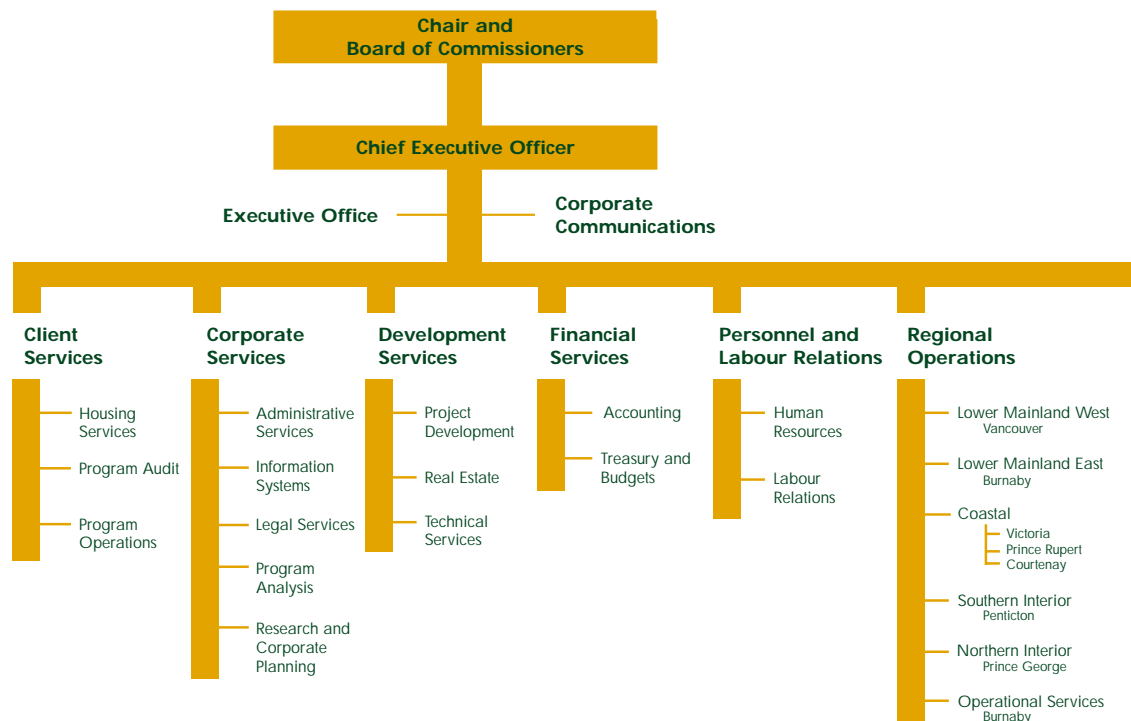 Chair and
Board of Commissioners
Chief Executive Officer
Executive Office
Corporate
Communications
Client
Services
Housing
Services
Program Audit
Program
Operations
Corporate
Services
Administrative
Services
Information
Systems
Legal Services
Program
Analysis
Research and
Corporate
Planning
Development
Services
Project
Development
Real Estate
Technical
Services
Financial
Services
Accounting
Treasury and
Budgets
Personnel and
Labour Relations
Human
Resources
Labour
Relations
Regional
Operations
Lower Mainland West
Vancouver
Lower Mainland East
Burnaby
Coastal
Victoria
Prince Rupert
Courtenay
Southern Interior
Penticton
Northern Interior
Prince George
Operational Services
Burnaby